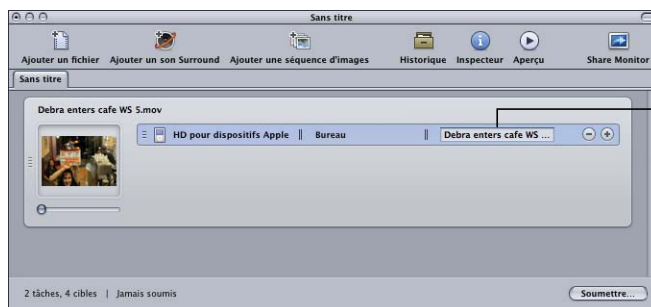 Sans titre
Ajouter un fichier Ajouter un son Surround Ajouter une séquence d'images Historique Inspecteur Aperçu Share Monitor
Sans titre
Debra enters cafe WS 5.mov
HD pour dispositifs Apple Bureau Debra enters cafe WS ...
2 tâches, 4 cibles | Jamais soumis Soumettre...